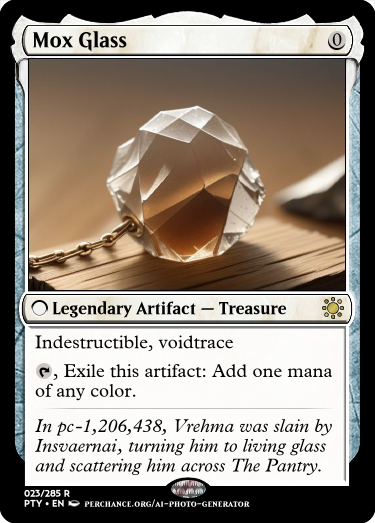 Mox Glass 0
Legendary Artifact — Treasure
Indestructible, voidtrace
, Exile this artifact: Add one mana
of any color.
In pc-1,206,438, Vrehma was slain by
Insvaernai, turning him to living glass
and scattering him across The Pantry.
023/285 R
PTY • EN PERCHANCE.ORG/AI-PHOTO-GENERATOR